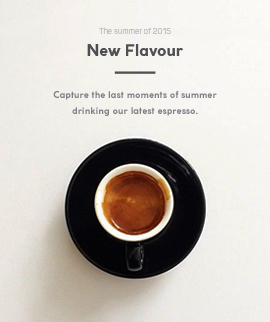 The summer of 2015
New Flavour
Capture the last moments of summer
drinking our latest espresso.